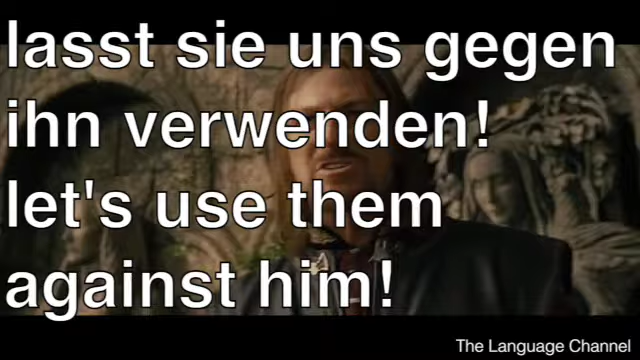 lasst sie uns gegen
ihn verwenden!
let's use them
against him!
The Language Channel